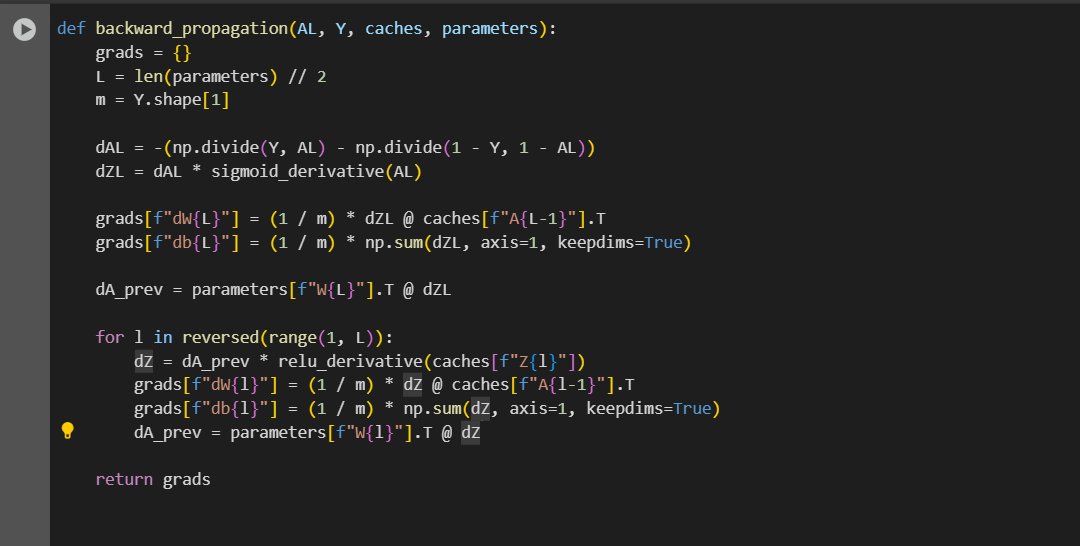 def backward_propagation(AL, Y, caches, parameters):
    grads = {}
    L = len(parameters) // 2
    m = Y.shape[1]

    dAL = -(np.divide(Y, AL) - np.divide(1 - Y, 1 - AL))
    dZL = dAL * sigmoid_derivative(AL)

    grads[f"dW{L}"] = (1 / m) * dZL @ caches[f"A{L-1}"].T
    grads[f"db{L}"] = (1 / m) * np.sum(dZL, axis=1, keepdims=True)

    dA_prev = parameters[f"W{L}"].T @ dZL

    for l in reversed(range(1, L)):
        dZ = dA_prev * relu_derivative(caches[f"Z{l}"])
        grads[f"dW{l}"] = (1 / m) * dZ @ caches[f"A{l-1}"].T
        grads[f"db{l}"] = (1 / m) * np.sum(dZ, axis=1, keepdims=True)
        dA_prev = parameters[f"W{l}"].T @ dZ

    return grads